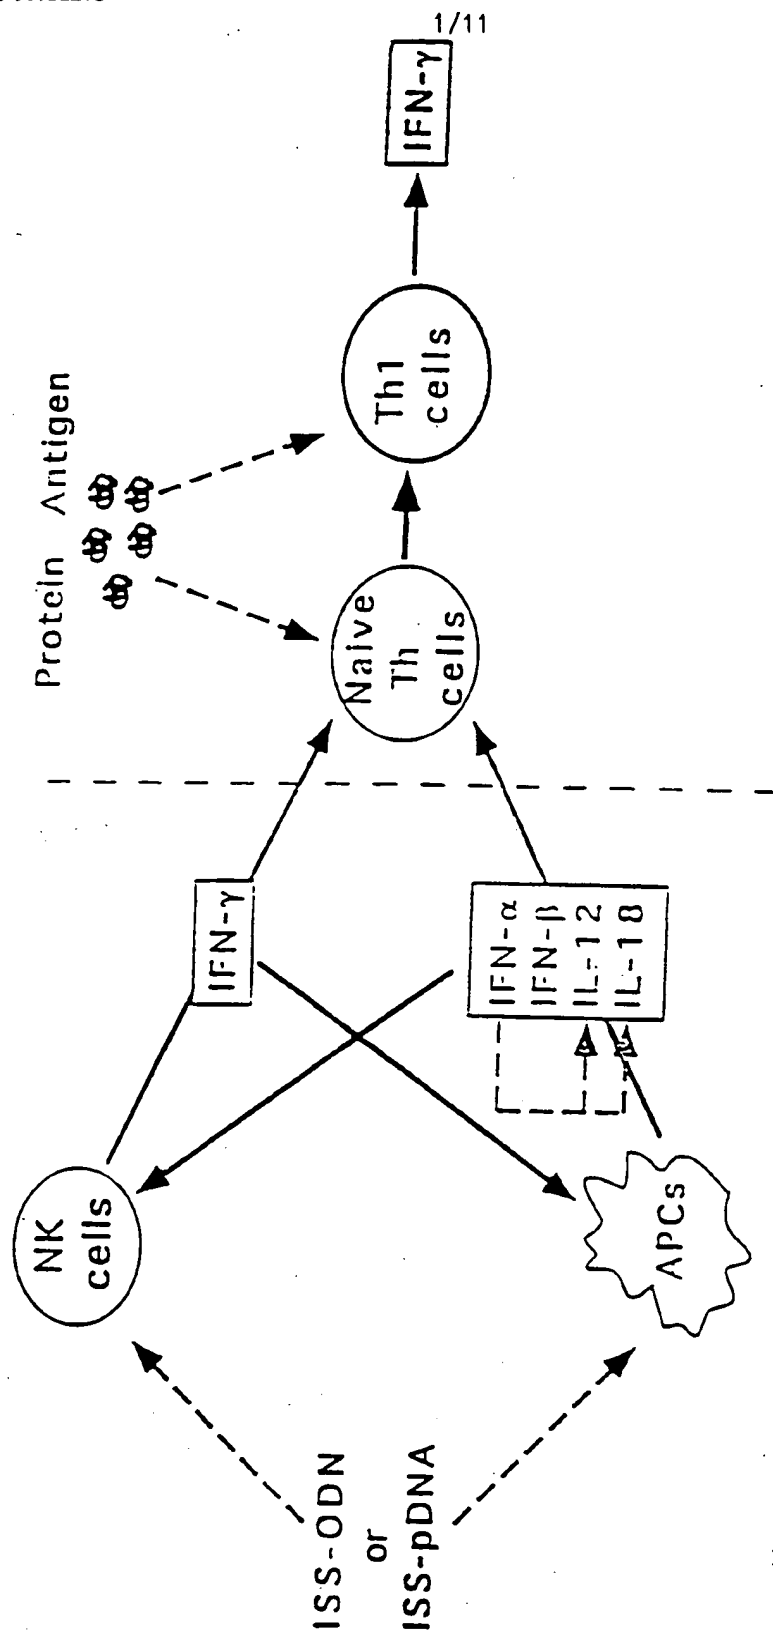 1/11
ISS-ODN
or
ISS-pDNA
NK
cells
APCs
IFN-γ
IFN-α
IFN-β
IL-12
IL-18
Protein Antigen
Naive
Th
cells
Th1
cells
IFN-γ